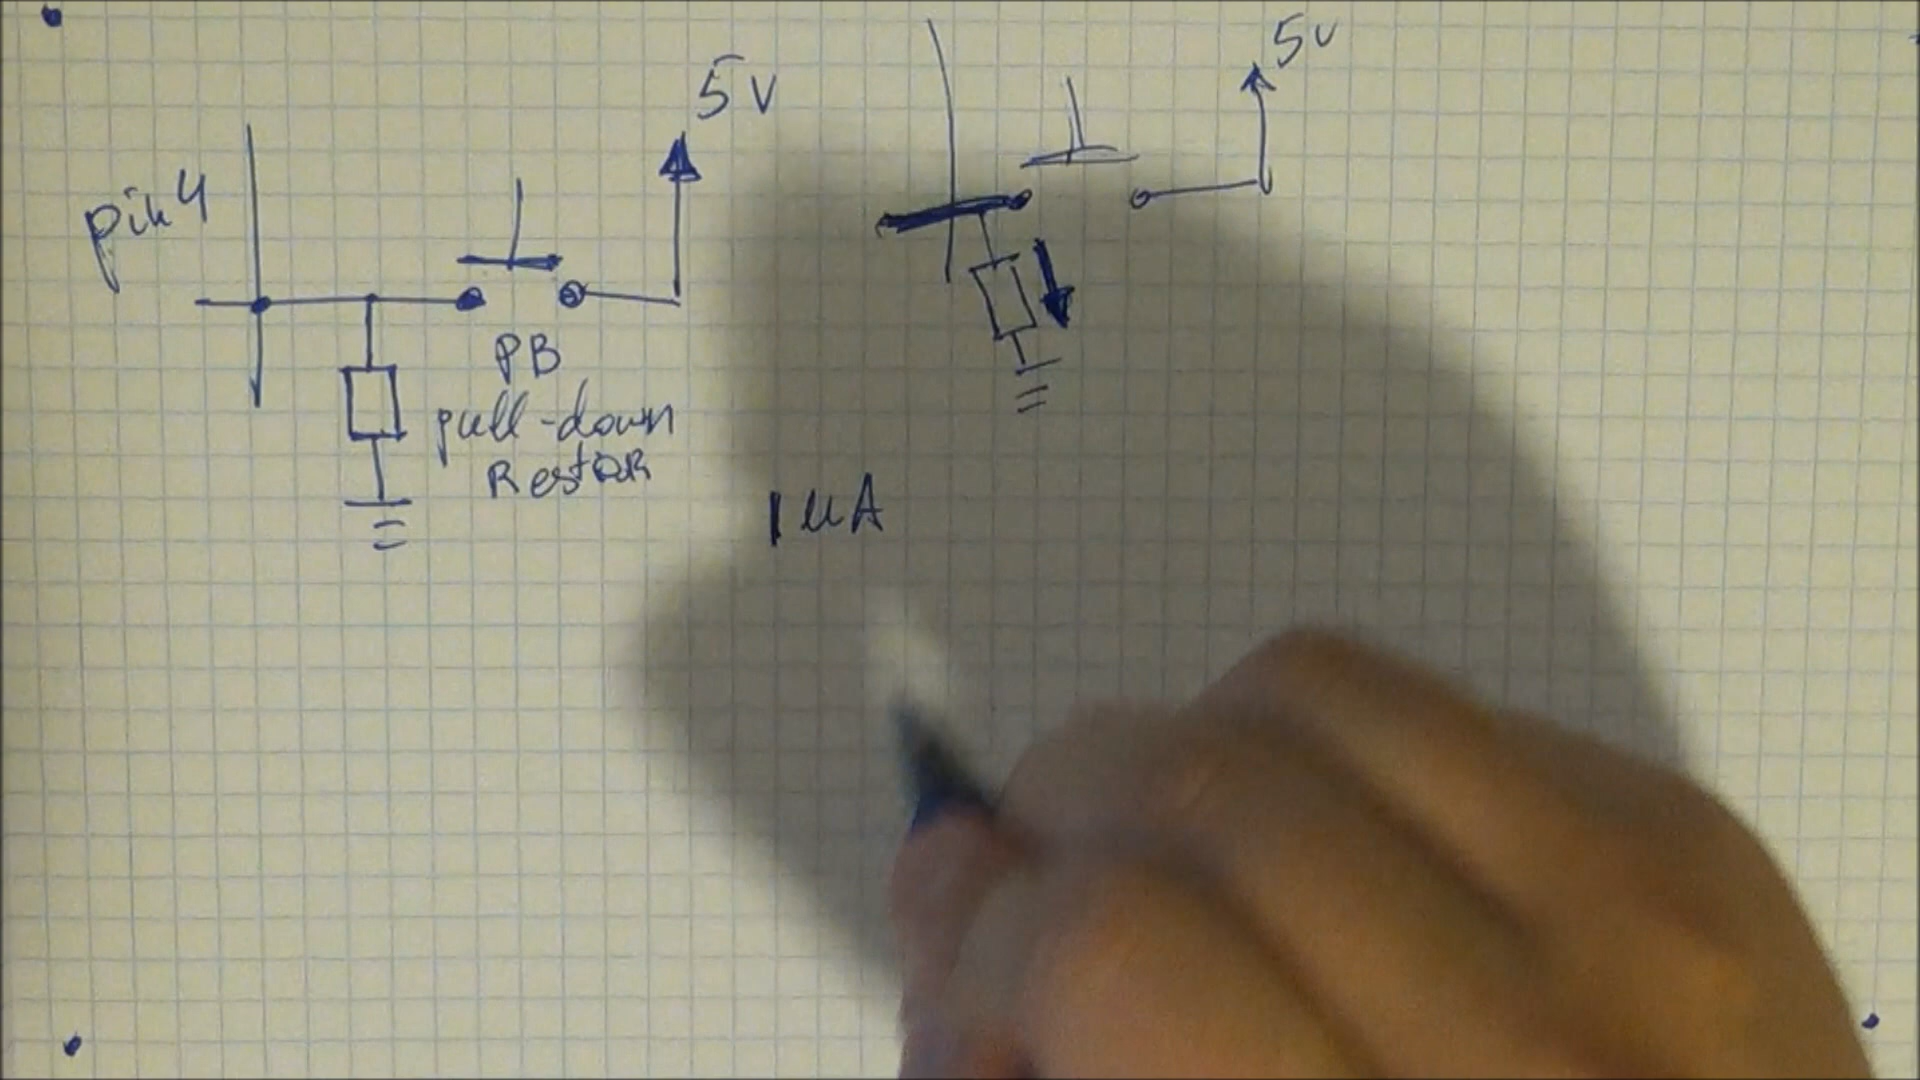 5V
5V
pin4
PB
pull-down
RestoR
1uA